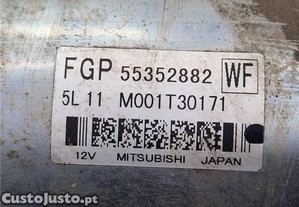 FGP 55352882 WF
5L 11 M001T30171
12V MITSUBISHI JAPAN
CustoJusto.pt